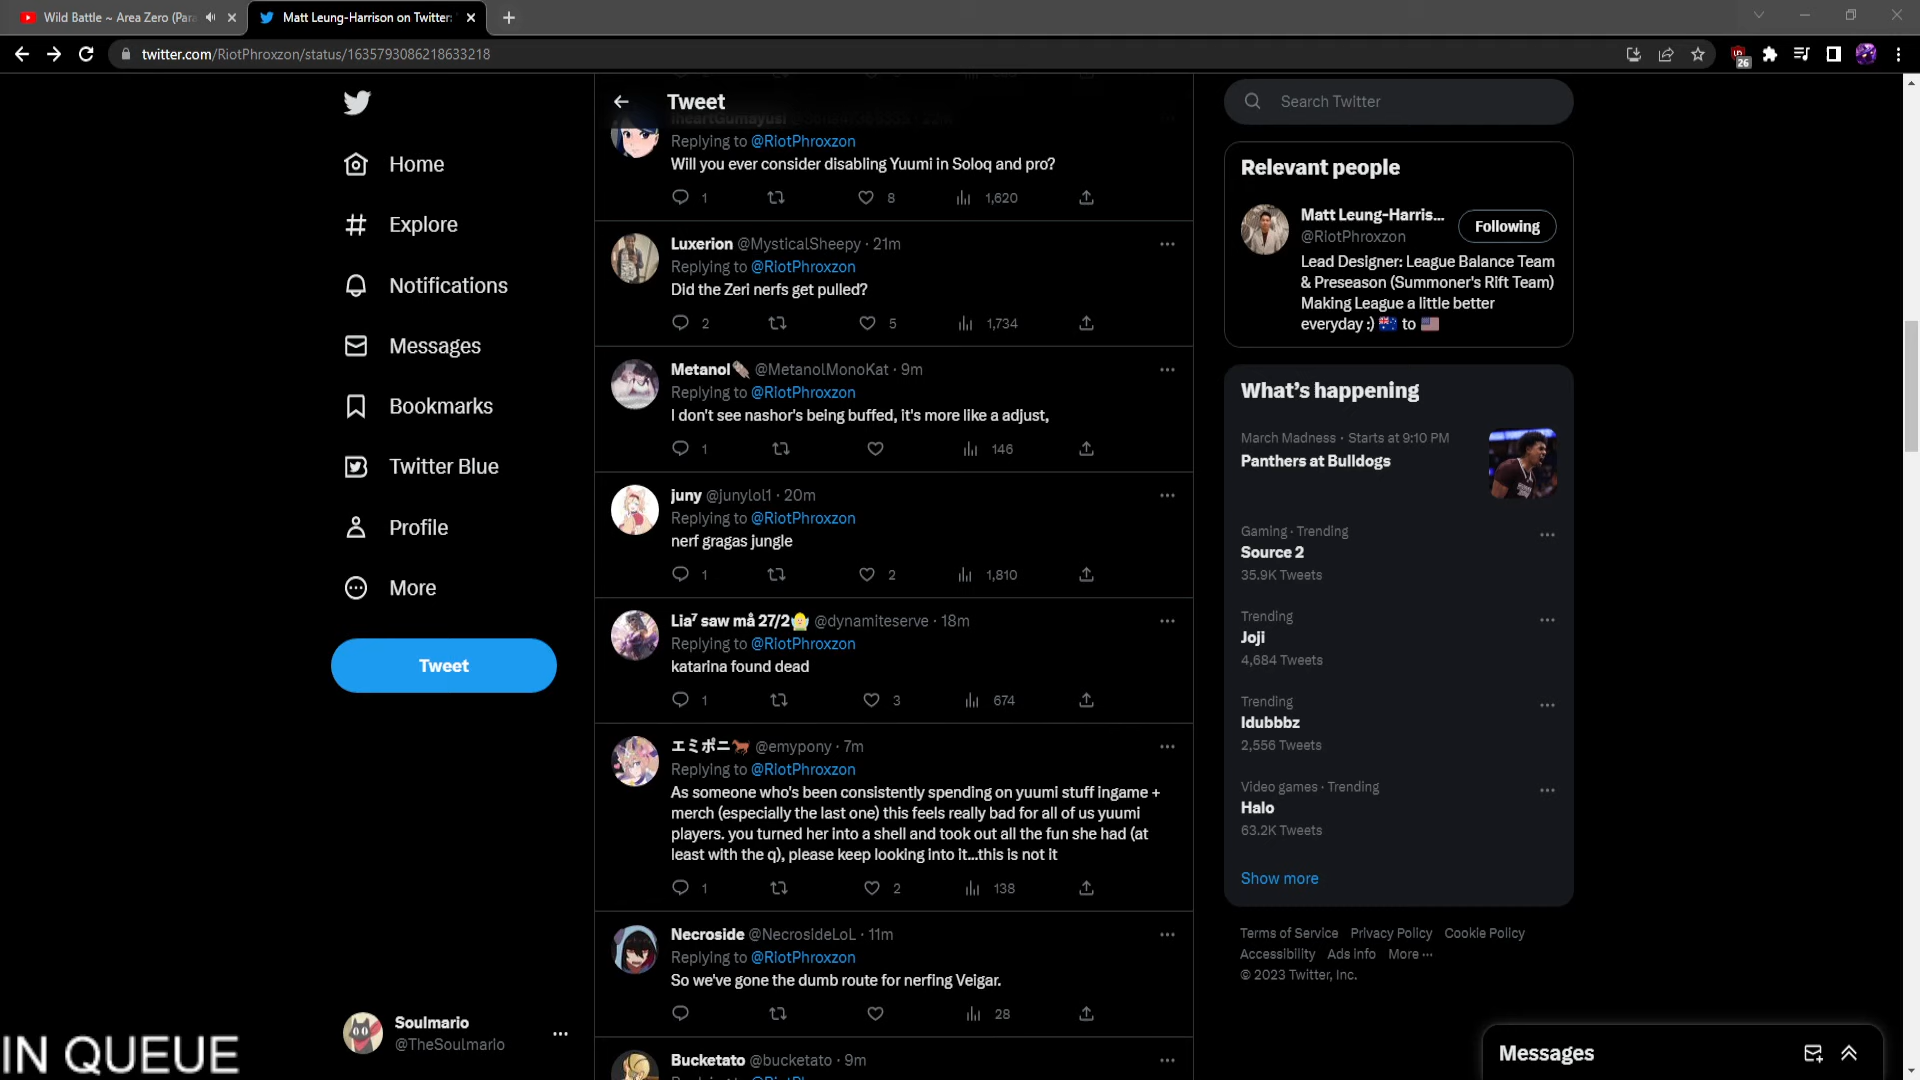 Wild Battle ~ Area Zero (Par
Matt Leung-Harrison on Twitter:
twitter.com/RiotPhroxzon/status/1635793086218633218
26
Home
Explore
Notifications
Messages
Bookmarks
Twitter Blue
Profile
More
Tweet
Soulmario
@TheSoulmarIo
IN QUEUE
Tweet
Replying to @RiotPhroxzon
Will you ever consider disabling Yuumi in Soloq and pro?
1 8 1,620
Luxerion @MysticalSheepy · 21m
Replying to @RiotPhroxzon
Did the Zeri nerfs get pulled?
2 5 1,734
Metanol @MetanolMonoKat · 9m
Replying to @RiotPhroxzon
I don't see nashor's being buffed, it's more like a adjust,
1 146
juny @junylol1 · 20m
Replying to @RiotPhroxzon
nerf gragas jungle
1 2 1,810
Lia⁷ saw må 27/2 @dynamiteserve · 18m
Replying to @RiotPhroxzon
katarina found dead
1 3 674
エミポニ @emypony · 7m
Replying to @RiotPhroxzon
As someone who's been consistently spending on yuumi stuff ingame +
merch (especially the last one) this feels really bad for all of us yuumi
players. you turned her into a shell and took out all the fun she had (at
least with the q), please keep looking into it...this is not it
1 2 138
Necroside @NecrosideLoL · 11m
Replying to @RiotPhroxzon
So we've gone the dumb route for nerfing Veigar.
28
Bucketato @bucketato · 9m
Search Twitter
Relevant people
Matt Leung-Harris...
@RiotPhroxzon
Following
Lead Designer: League Balance Team
& Preseason (Summoner's Rift Team)
Making League a little better
everyday :) 🇦🇺 to 🇺🇸
What's happening
March Madness · Starts at 9:10 PM
Panthers at Bulldogs
Gaming · Trending
Source 2
35.9K Tweets
Trending
Joji
4,684 Tweets
Trending
Idubbbz
2,556 Tweets
Video games · Trending
Halo
63.2K Tweets
Show more
Terms of Service Privacy Policy Cookie Policy
Accessibility Ads info More ···
© 2023 Twitter, Inc.
Messages